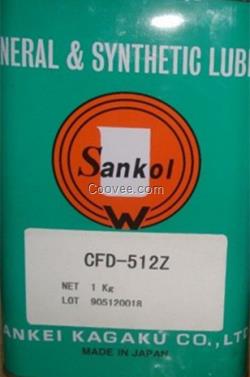 NERAL & SYNTHETIC LUB
Sankol
W
Coovee.com
CFD-512Z
NET 1 Kg
LOT 905120018
ANKEI KAGAKU CO., LT
MADE IN JAPAN